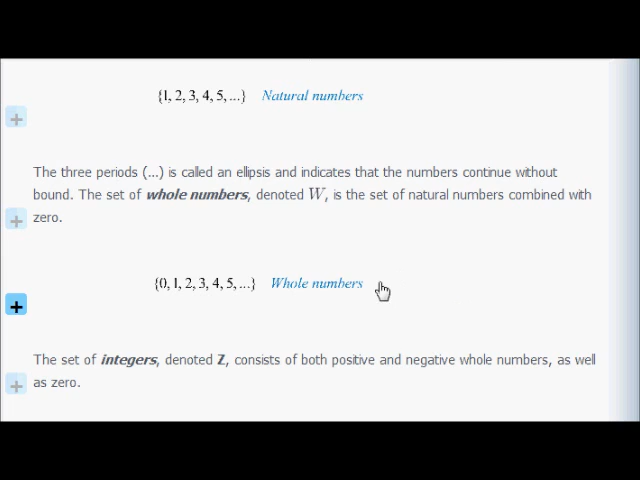 {1, 2, 3, 4, 5, ...} Natural numbers
+
The three periods (...) is called an ellipsis and indicates that the numbers continue without
bound. The set of whole numbers, denoted W, is the set of natural numbers combined with
zero.
+
{0, 1, 2, 3, 4, 5, ...} Whole numbers
+
The set of integers, denoted Z, consists of both positive and negative whole numbers, as well
as zero.
+